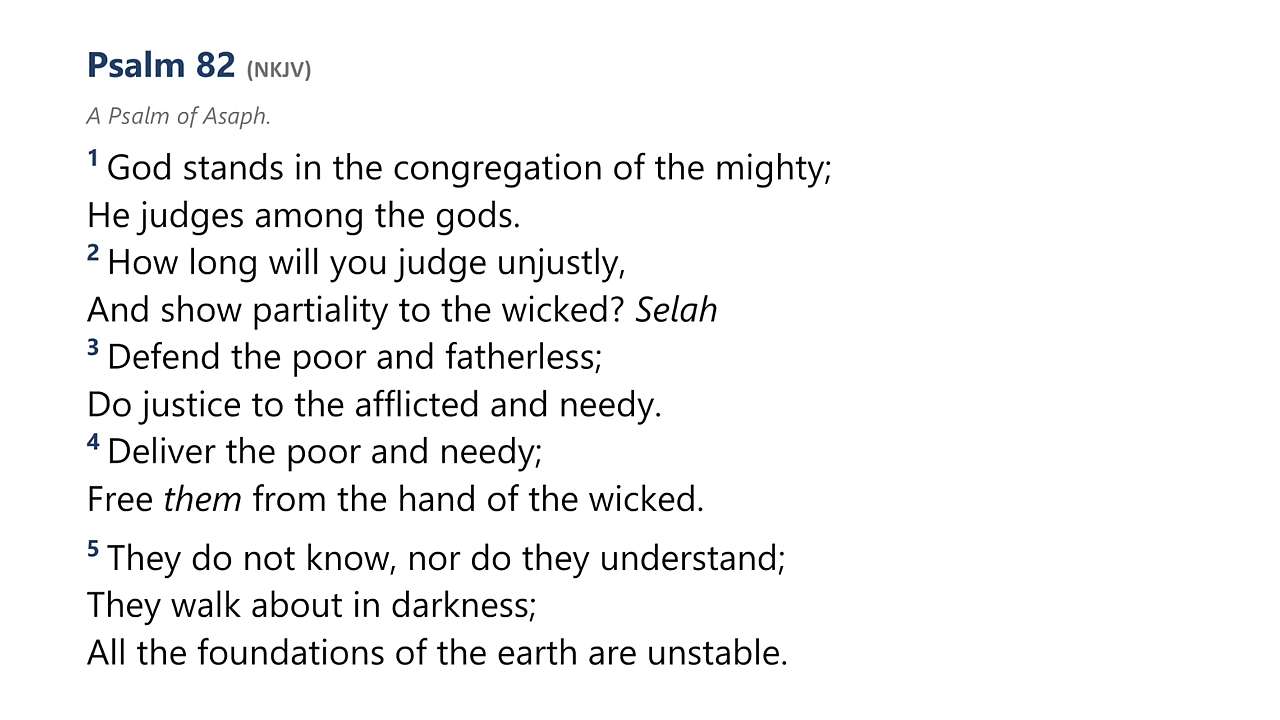 Psalm 82 (NKJV)
A Psalm of Asaph.
1 God stands in the congregation of the mighty;
He judges among the gods.
2 How long will you judge unjustly,
And show partiality to the wicked? Selah
3 Defend the poor and fatherless;
Do justice to the afflicted and needy.
4 Deliver the poor and needy;
Free them from the hand of the wicked.
5 They do not know, nor do they understand;
They walk about in darkness;
All the foundations of the earth are unstable.